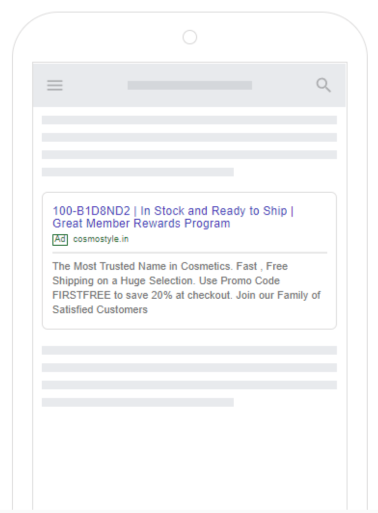 100-B1D8ND2 | In Stock and Ready to Ship |
Great Member Rewards Program
Ad cosmostyle.in
The Most Trusted Name in Cosmetics. Fast , Free
Shipping on a Huge Selection. Use Promo Code
FIRSTFREE to save 20% at checkout. Join our Family of
Satisfied Customers